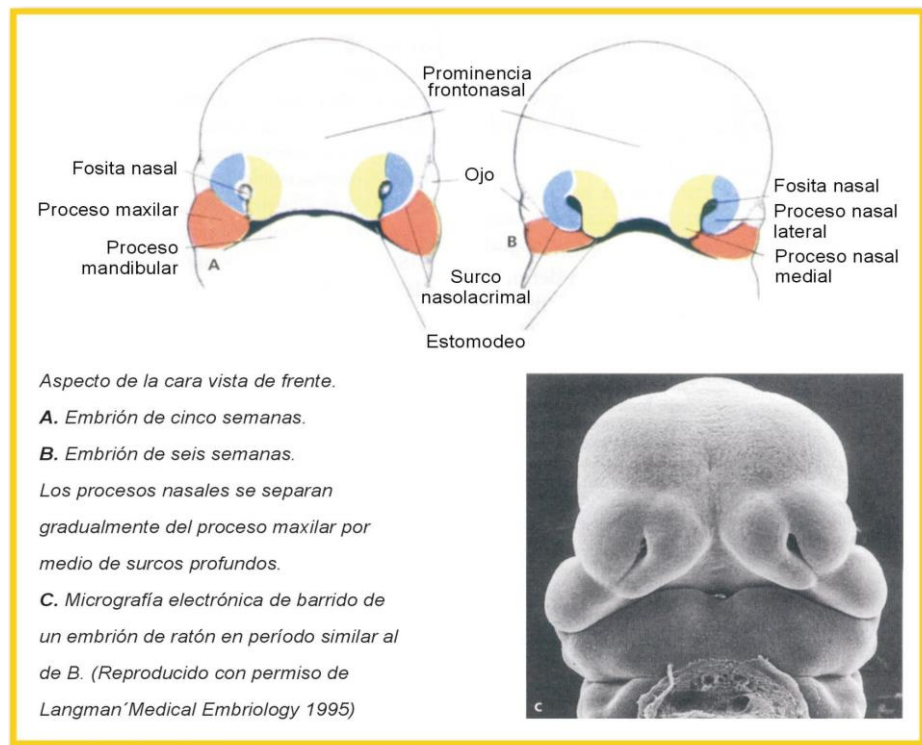 Prominencia
frontonasal
Fosita nasal
Proceso maxilar
Proceso
mandibular
A
Ojo
Surco
nasolacrimal
Estomodeo
B
Fosita nasal
Proceso nasal
lateral
Proceso nasal
medial
Aspecto de la cara vista de frente.
A. Embrión de cinco semanas.
B. Embrión de seis semanas.
Los procesos nasales se separan
gradualmente del proceso maxilar por
medio de surcos profundos.
C. Micrografía electrónica de barrido de
un embrión de ratón en período similar al
de B. (Reproducido con permiso de
Langman´Medical Embriology 1995)
C